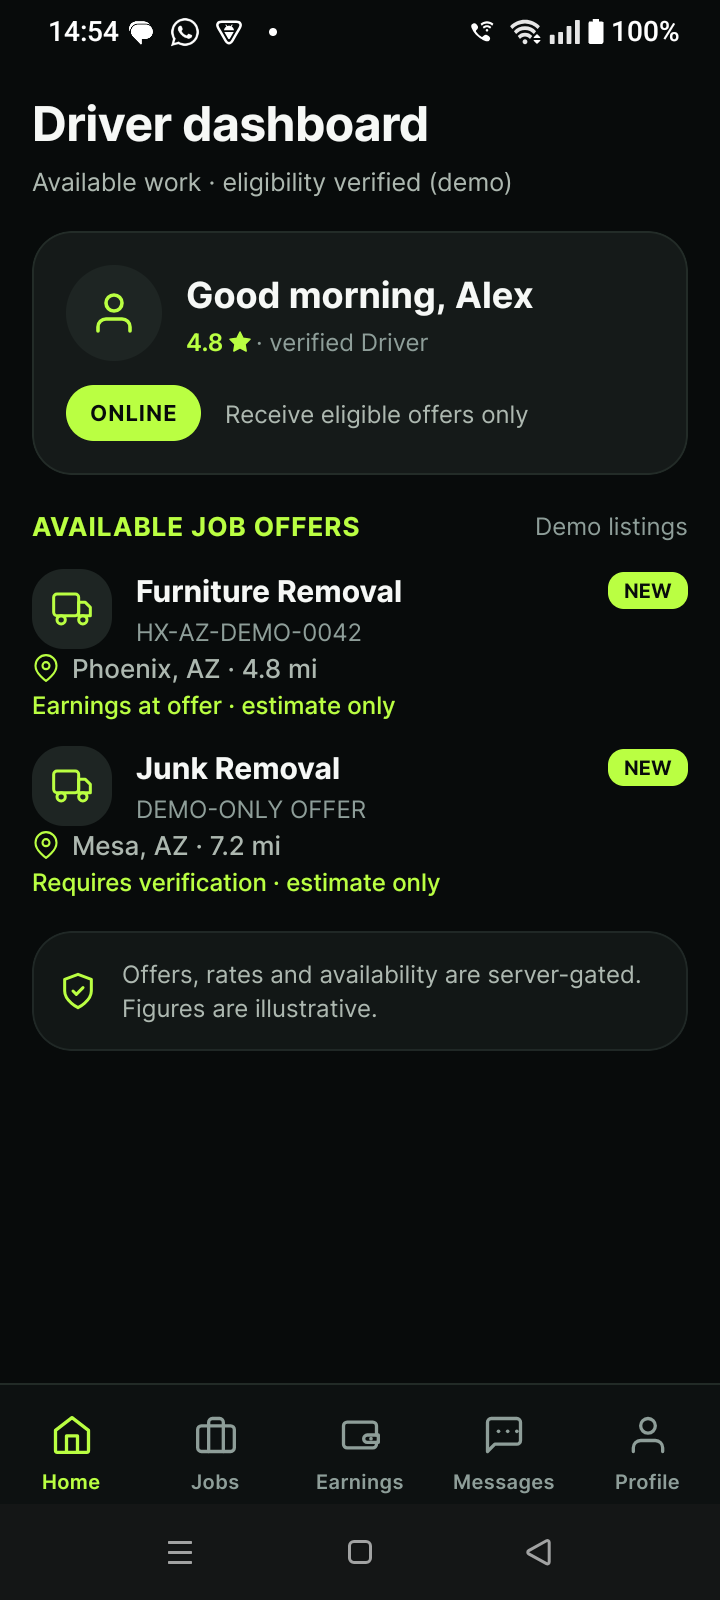 14:54
100%
Driver dashboard
Available work · eligibility verified (demo)
Good morning, Alex
4.8 ★ · verified Driver
ONLINE
Receive eligible offers only
AVAILABLE JOB OFFERS
Demo listings
Furniture Removal
NEW
HX-AZ-DEMO-0042
Phoenix, AZ · 4.8 mi
Earnings at offer · estimate only
Junk Removal
NEW
DEMO-ONLY OFFER
Mesa, AZ · 7.2 mi
Requires verification · estimate only
Offers, rates and availability are server-gated.
Figures are illustrative.
Home
Jobs
Earnings
Messages
Profile